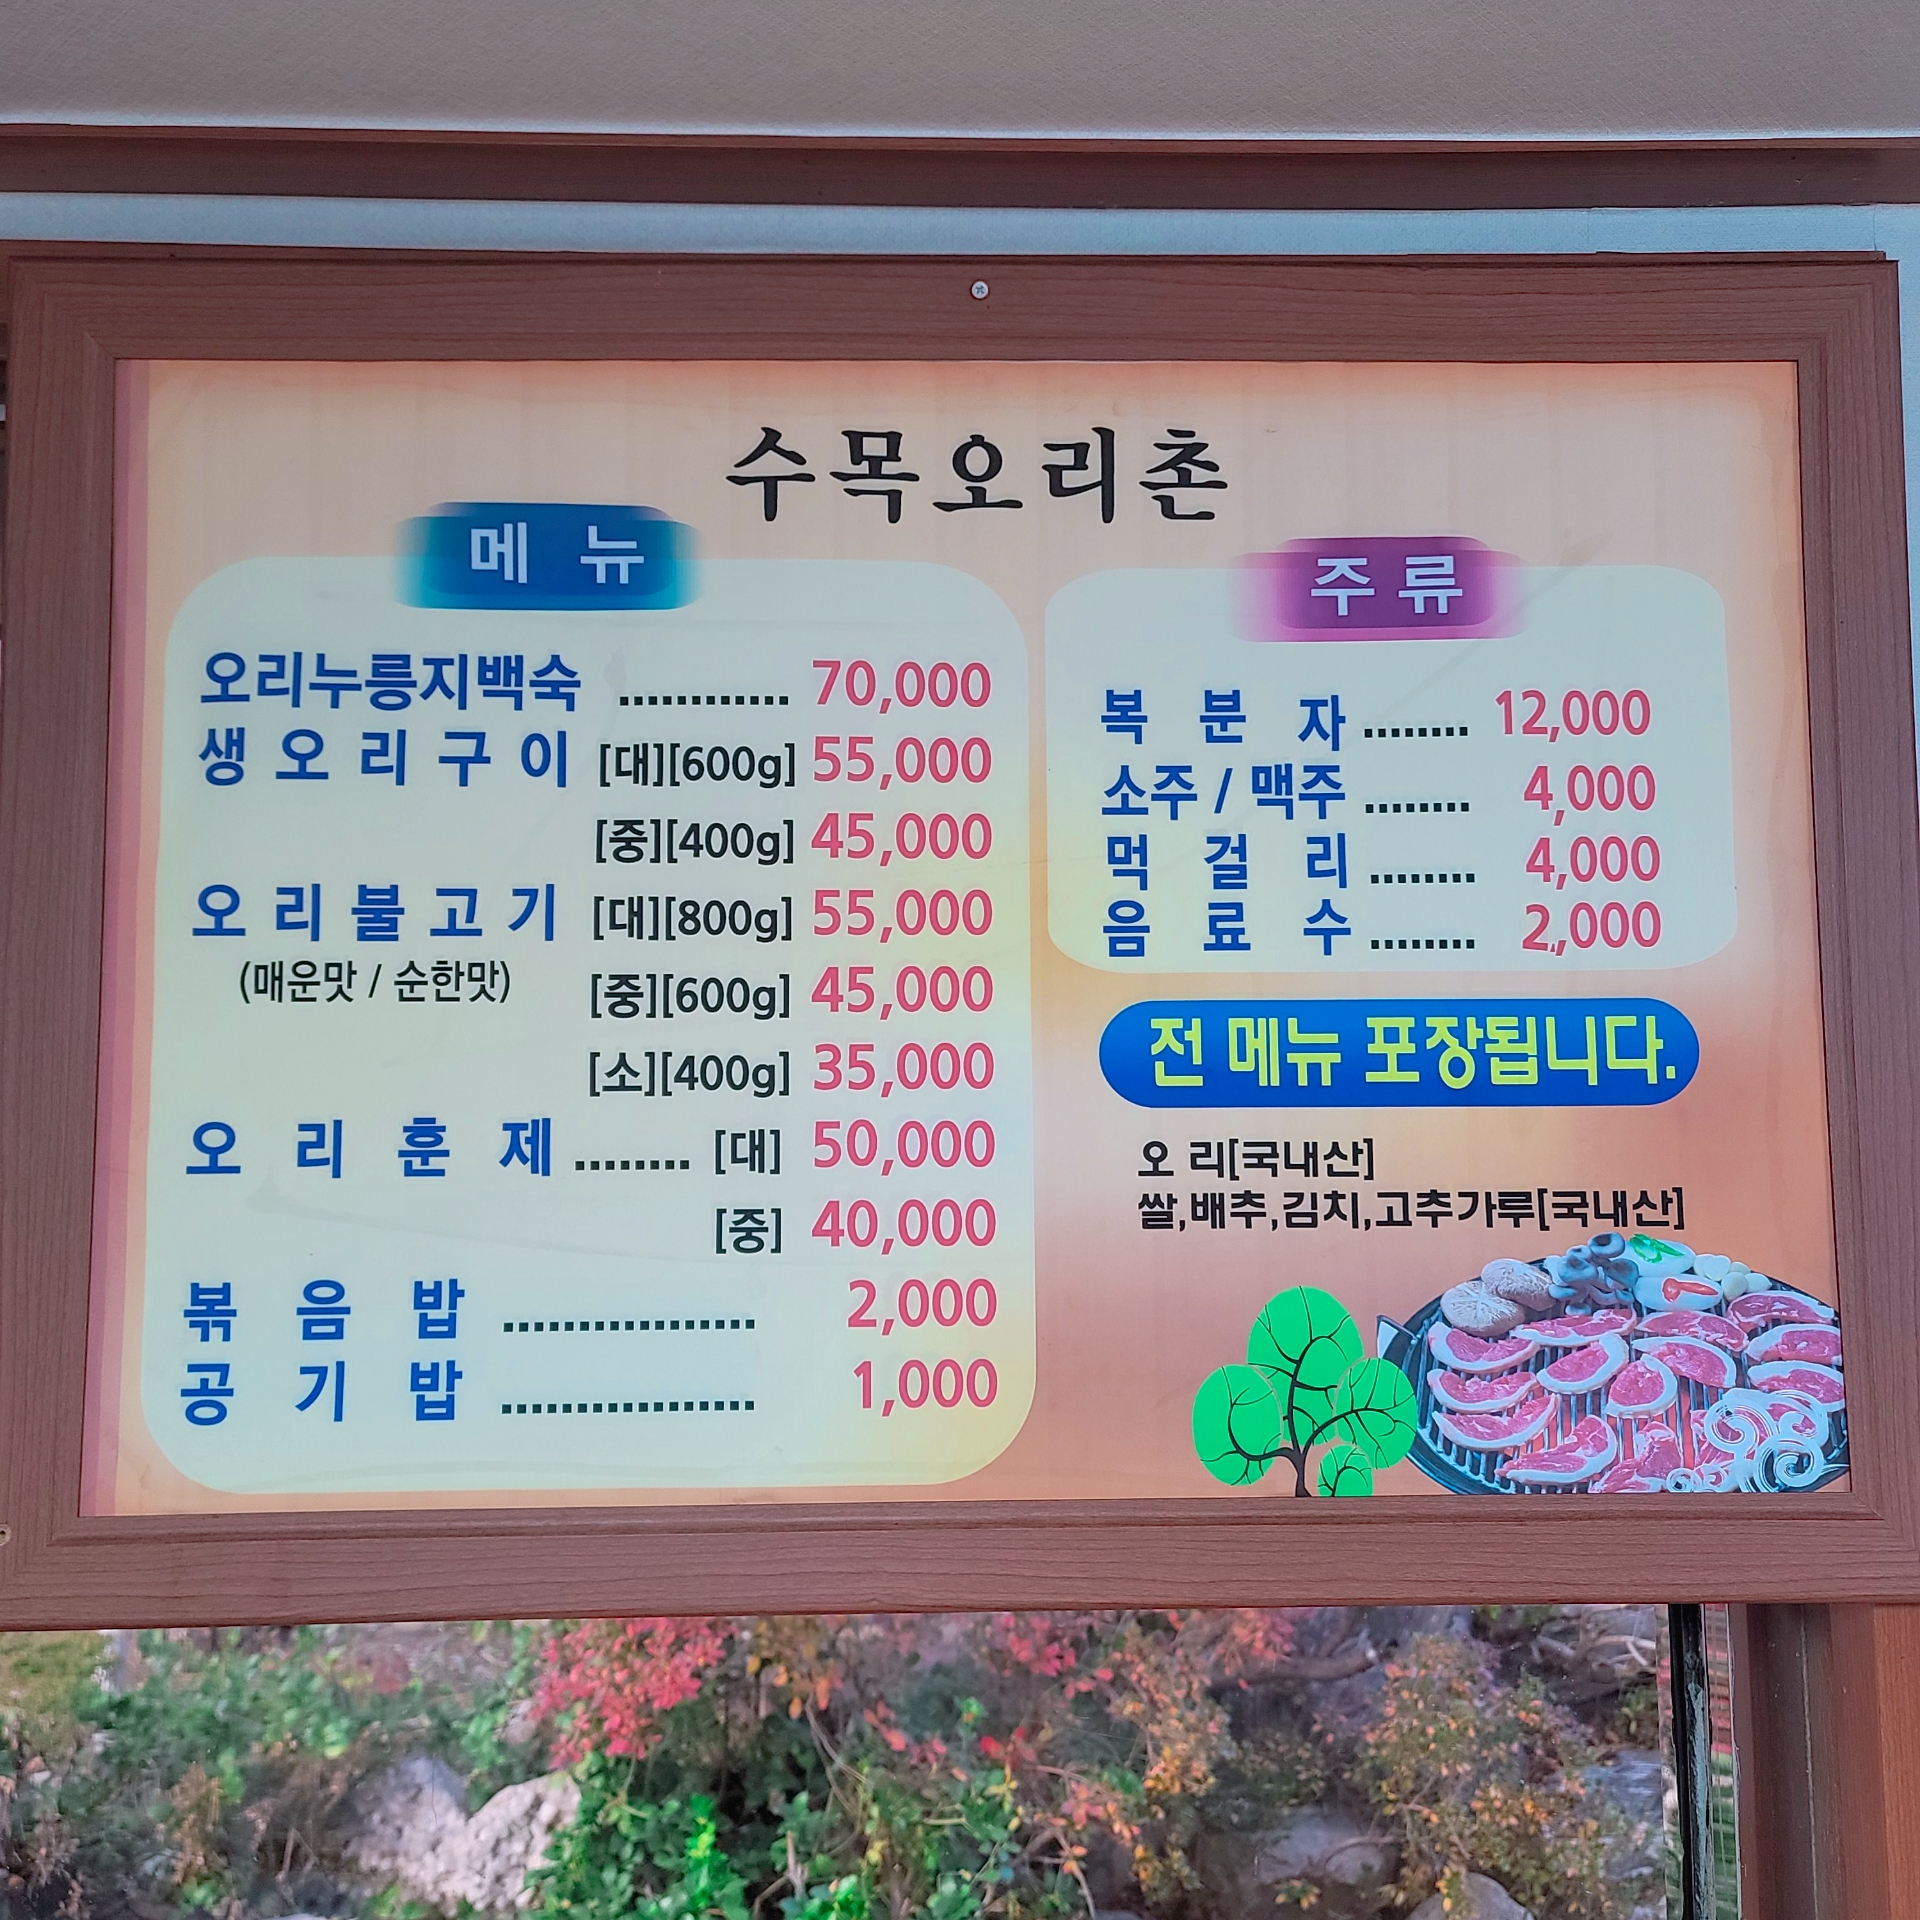 수목오리촌
메 뉴
오리누릉지백숙 ............ 70,000
생 오 리 구 이 [대][600g] 55,000
[중][400g] 45,000
오 리 불 고 기 [대][800g] 55,000
(매운맛 / 순한맛) [중][600g] 45,000
[소][400g] 35,000
오 리 훈 제 ........ [대] 50,000
[중] 40,000
볶 음 밥 ................. 2,000
공 기 밥 ................. 1,000
주 류
복 분 자 ........ 12,000
소주 / 맥주 ........ 4,000
먹 걸 리 ........ 4,000
음 료 수 ........ 2,000
전 메뉴 포장됩니다.
오 리[국내산]
쌀,배추,김치,고추가루[국내산]